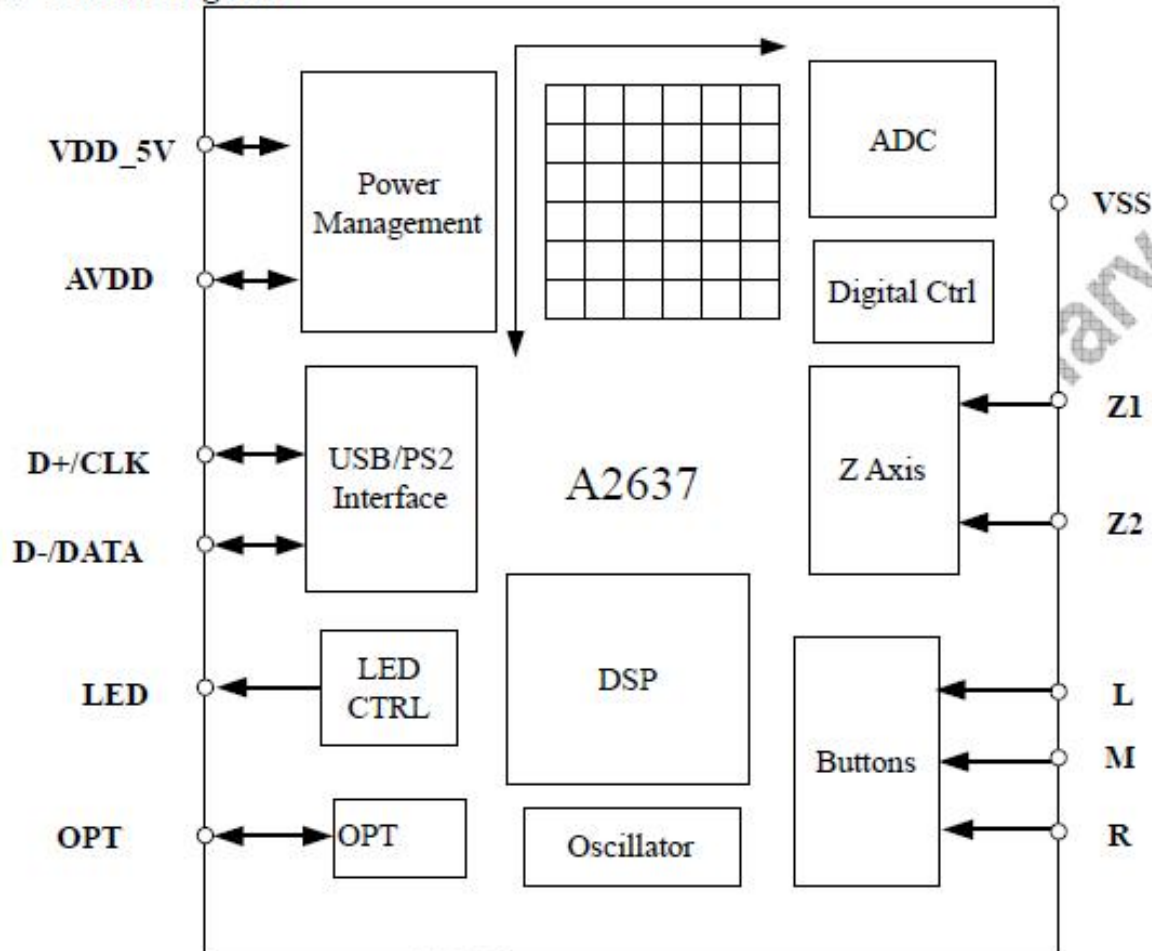 VDD_5V
AVDD
D+/CLK
D-/DATA
LED
OPT
Power
Management
USB/PS2
Interface
LED
CTRL
OPT
A2637
DSP
Oscillator
ADC
Digital Ctrl
Z Axis
Buttons
VSS
Z1
Z2
L
M
R